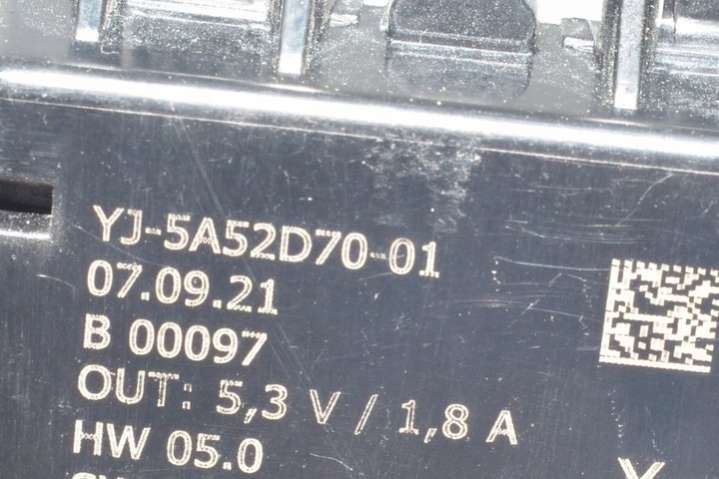 YJ-5A52D70-01
07.09.21
B 00097
OUT: 5,3 V / 1,8 A
HW 05.0